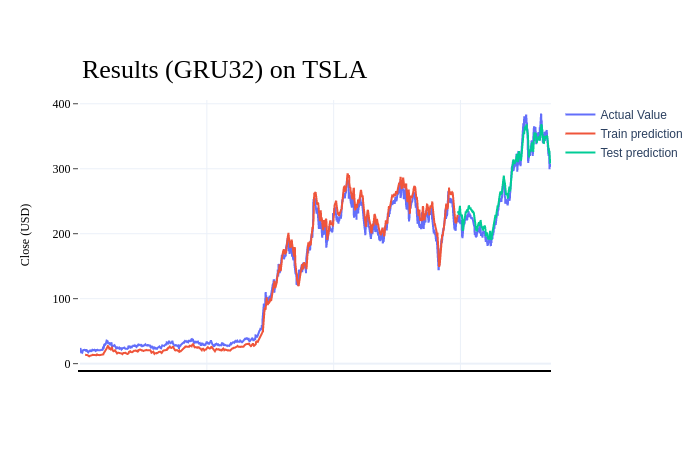 Results (GRU32) on TSLA
400
300
200
100
0
Close (USD)
Actual Value
Train prediction
Test prediction